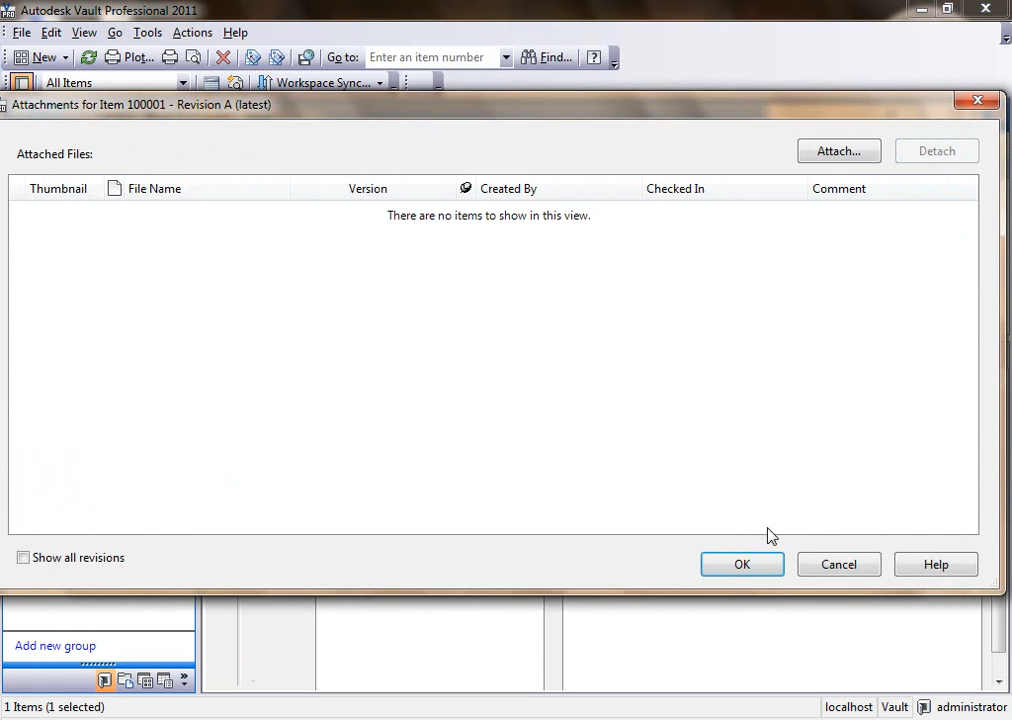 Autodesk Vault Professional 2011
File Edit View Go Tools Actions Help
New Plot... Go to: Enter an item number Find... ?
All Items Workspace Sync...
Attachments for Item 100001 - Revision A (latest)
Attached Files: Attach... Detach
Thumbnail File Name Version Created By Checked In Comment
There are no items to show in this view.
Show all revisions OK Cancel Help
Add new group
1 Items (1 selected) localhost Vault administrator